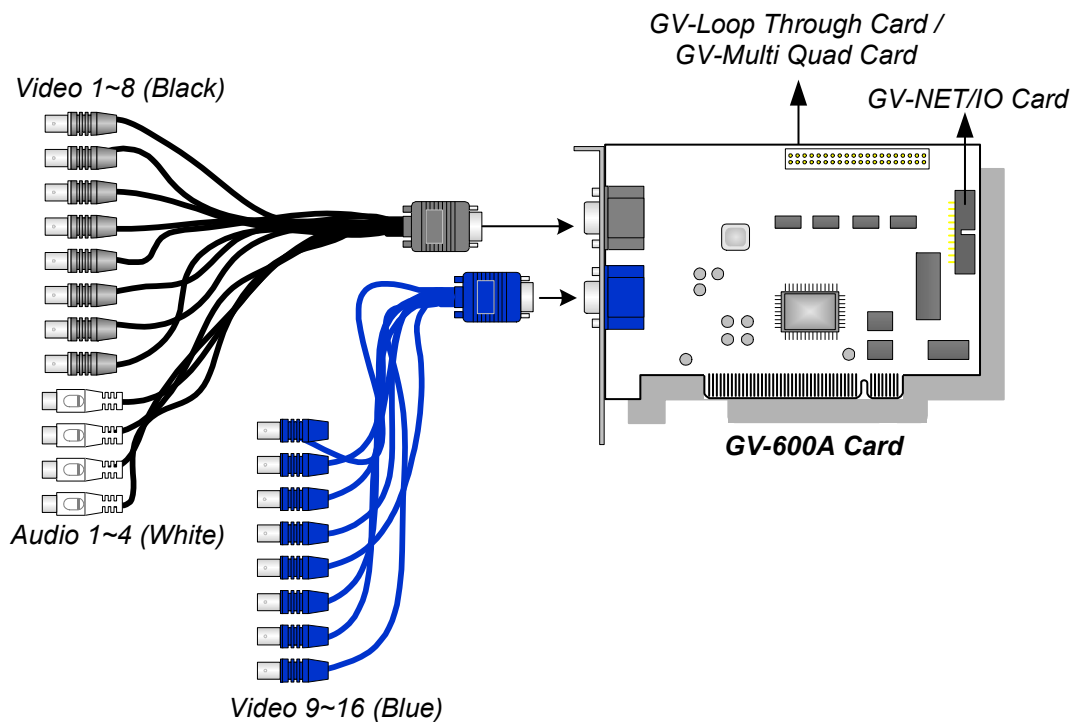 GV-Loop Through Card /
GV-Multi Quad Card
Video 1~8 (Black)
GV-NET/IO Card
GV-600A Card
Audio 1~4 (White)
Video 9~16 (Blue)